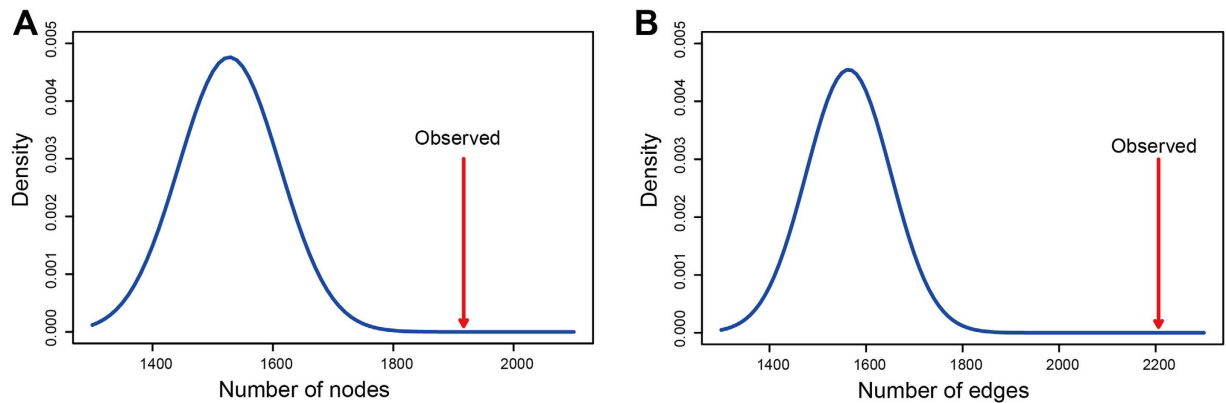 A
0.005
0.004
0.003
0.002
0.001
0.000
Density
Observed
1400 1600 1800 2000
Number of nodes
B
0.005
0.004
0.003
0.002
0.001
0.000
Density
Observed
1400 1600 1800 2000 2200
Number of edges